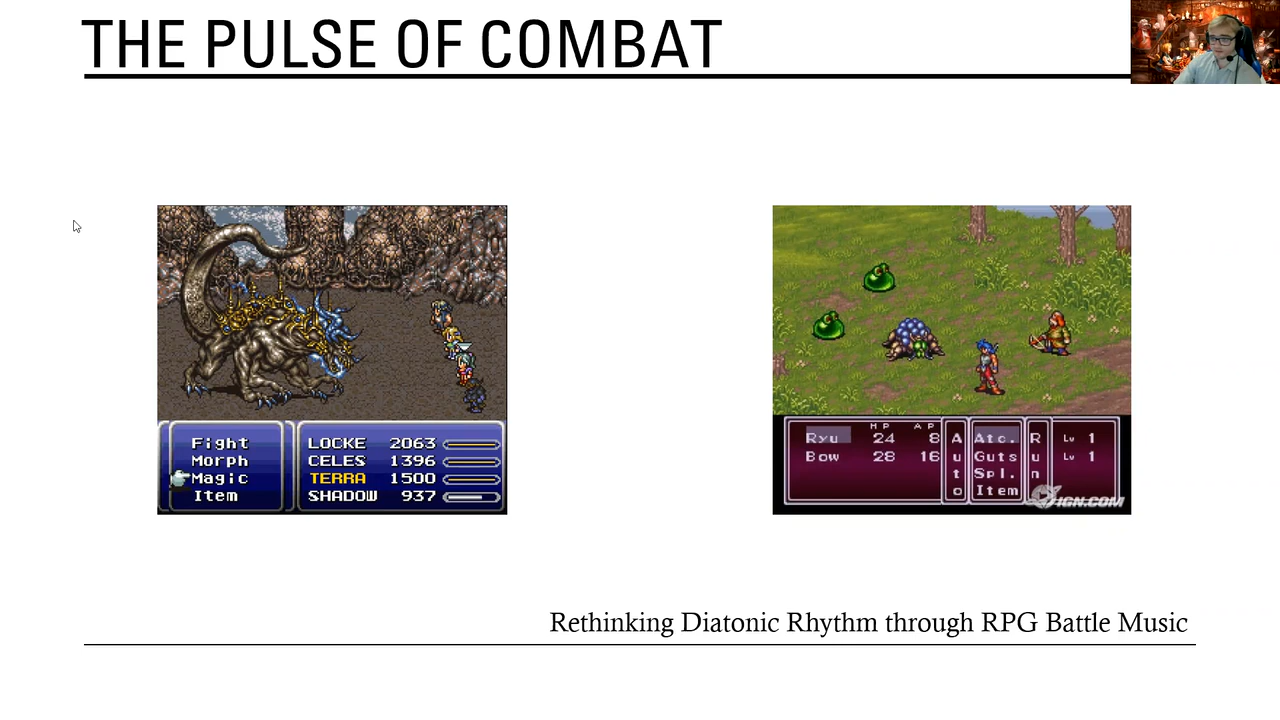 THE PULSE OF COMBAT
Fight
Morph
Magic
Item
LOCKE 2063
CELES 1396
TERRA 1500
SHADOW 937
HP AP
Ryu 24 8
Bow 28 16
Auto
Atc.
Guts
Spl.
Item
Run
Lv 1
Lv 1
IGN.COM
Rethinking Diatonic Rhythm through RPG Battle Music